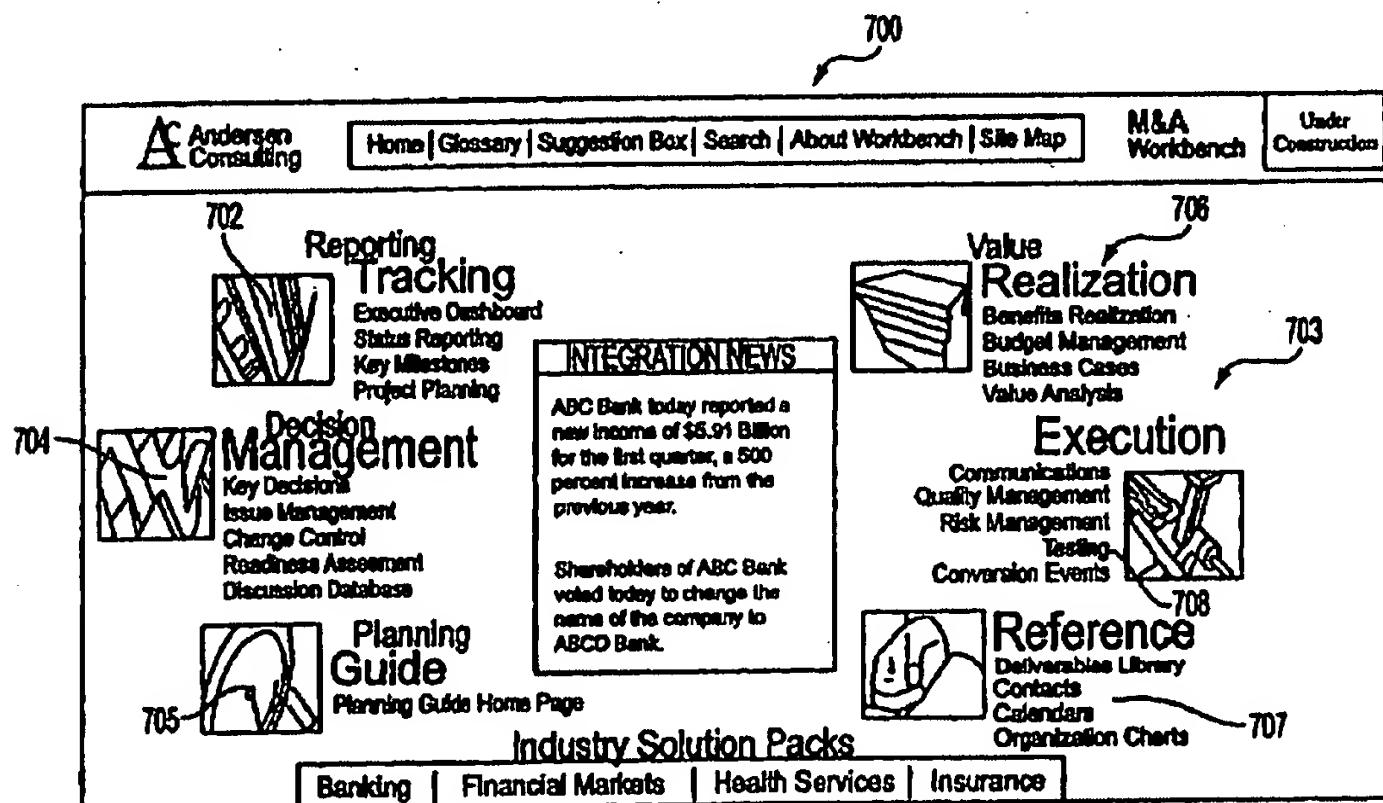 700
Andersen
Consulting
Home | Glossary | Suggestion Box | Search | About Workbench | Site Map
M&A
Workbench
Under
Construction
702
Reporting
Tracking
Executive Dashboard
Status Reporting
Key Milestones
Project Planning
706
Value
Realization
Benefits Realization
Budget Management
Business Cases
Value Analysis
703
INTEGRATION NEWS
ABC Bank today reported a
new income of $5.91 Billion
for the first quarter, a 500
percent increase from the
previous year.
Shareholders of ABC Bank
voted today to change the
name of the company to
ABCD Bank.
704
Decision
Management
Key Decisions
Issue Management
Change Control
Readiness Assesment
Discussion Database
Execution
Communications
Quality Management
Risk Management
Testing
Conversion Events
708
705
Planning
Guide
Planning Guide Home Page
Reference
Deliverables Library
Contacts
Calendars
Organization Charts
707
Industry Solution Packs
Banking | Financial Markets | Health Services | Insurance